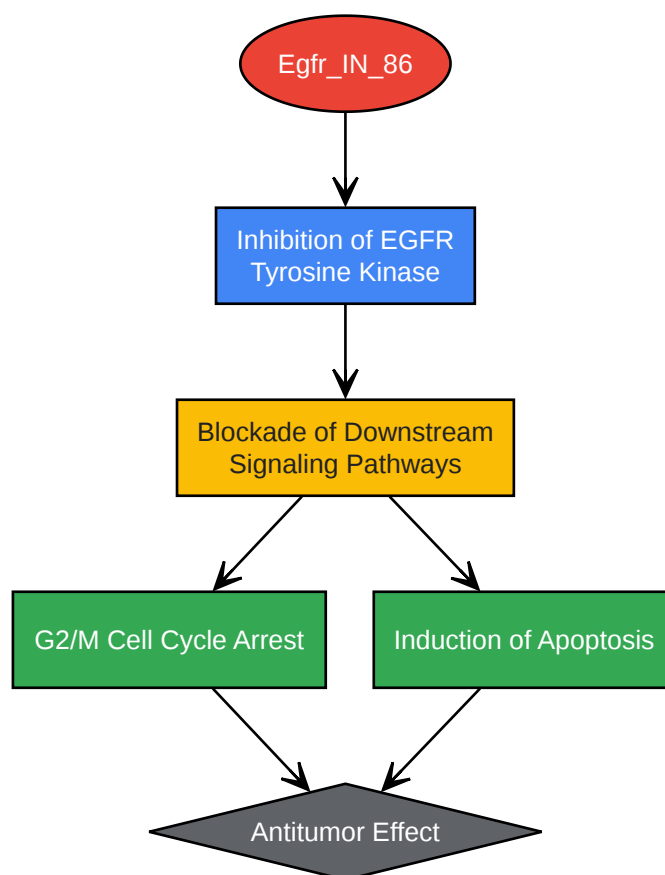 Egfr_IN_86
Inhibition of EGFR
Tyrosine Kinase
Blockade of Downstream
Signaling Pathways
G2/M Cell Cycle Arrest
Induction of Apoptosis
Antitumor Effect